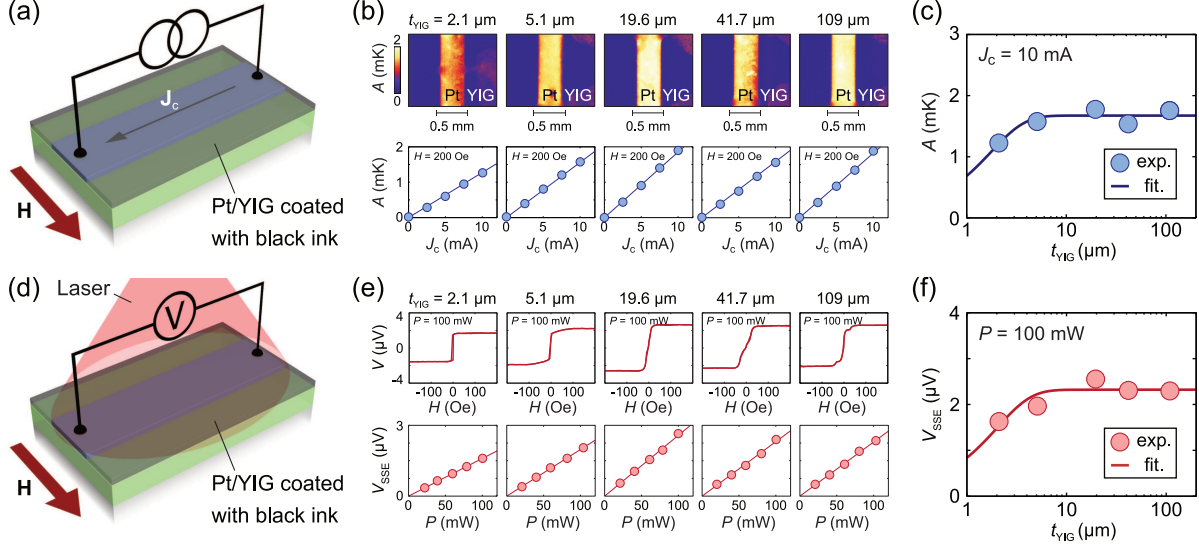 (a)
J_c
H
Pt/YIG coated
with black ink
(b)
t_YIG = 2.1 μm 5.1 μm 19.6 μm 41.7 μm 109 μm
A (mK)
2
0
Pt YIG Pt YIG Pt YIG Pt YIG Pt YIG
0.5 mm 0.5 mm 0.5 mm 0.5 mm 0.5 mm
A (mK)
2
1
0
H = 200 Oe H = 200 Oe H = 200 Oe H = 200 Oe H = 200 Oe
0 5 10 0 5 10 0 5 10 0 5 10 0 5 10
J_c (mA) J_c (mA) J_c (mA) J_c (mA) J_c (mA)
(c)
J_c = 10 mA
A (mK)
3
2
1
0
exp.
fit.
1 10 100
t_YIG (μm)
(d)
Laser
V
H
Pt/YIG coated
with black ink
(e)
t_YIG = 2.1 μm 5.1 μm 19.6 μm 41.7 μm 109 μm
V (μV)
4
0
-4
P = 100 mW P = 100 mW P = 100 mW P = 100 mW P = 100 mW
-100 0 100 -100 0 100 -100 0 100 -100 0 100 -100 0 100
H (Oe) H (Oe) H (Oe) H (Oe) H (Oe)
V_SSE (μV)
3
0
0 50 100 0 50 100 0 50 100 0 50 100 0 50 100
P (mW) P (mW) P (mW) P (mW) P (mW)
(f)
P = 100 mW
V_SSE (μV)
4
3
2
1
0
exp.
fit.
1 10 100
t_YIG (μm)